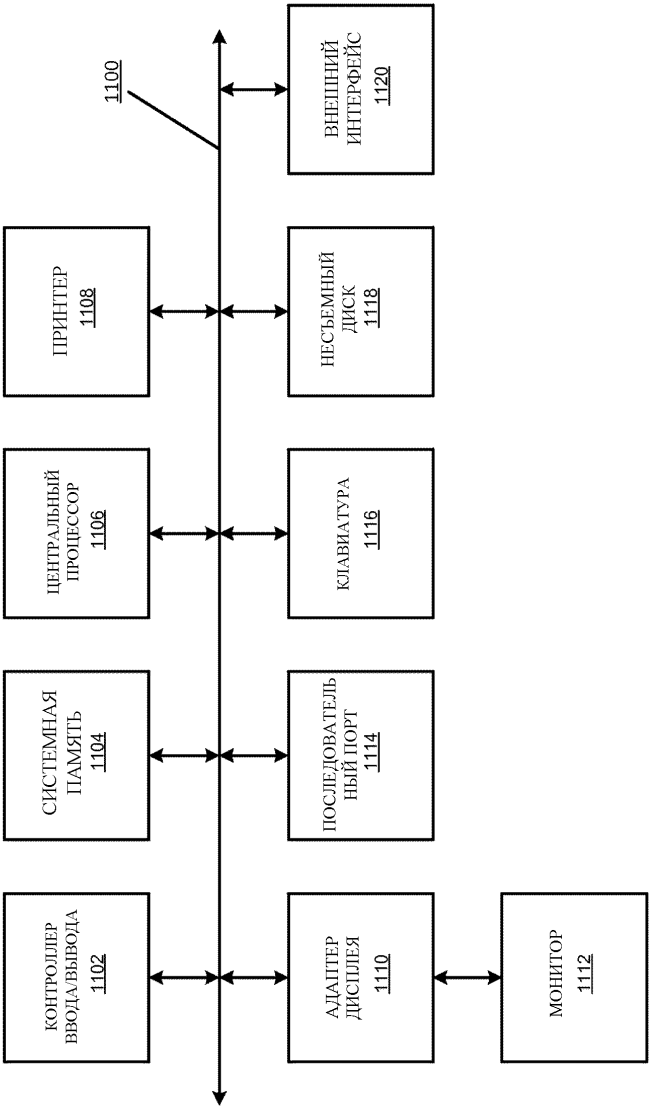 1100
КОНТРОЛЛЕР
ВВОДА/ВЫВОДА
1102
СИСТЕМНАЯ
ПАМЯТЬ
1104
ЦЕНТРАЛЬНЫЙ
ПРОЦЕССОР
1106
ПРИНТЕР
1108
АДАПТЕР
ДИСПЛЕЯ
1110
ПОСЛЕДОВАТЕЛЬ
НЫЙ ПОРТ
1114
КЛАВИАТУРА
1116
НЕСЪЕМНЫЙ
ДИСК
1118
ВНЕШНИЙ
ИНТЕРФЕЙС
1120
МОНИТОР
1112